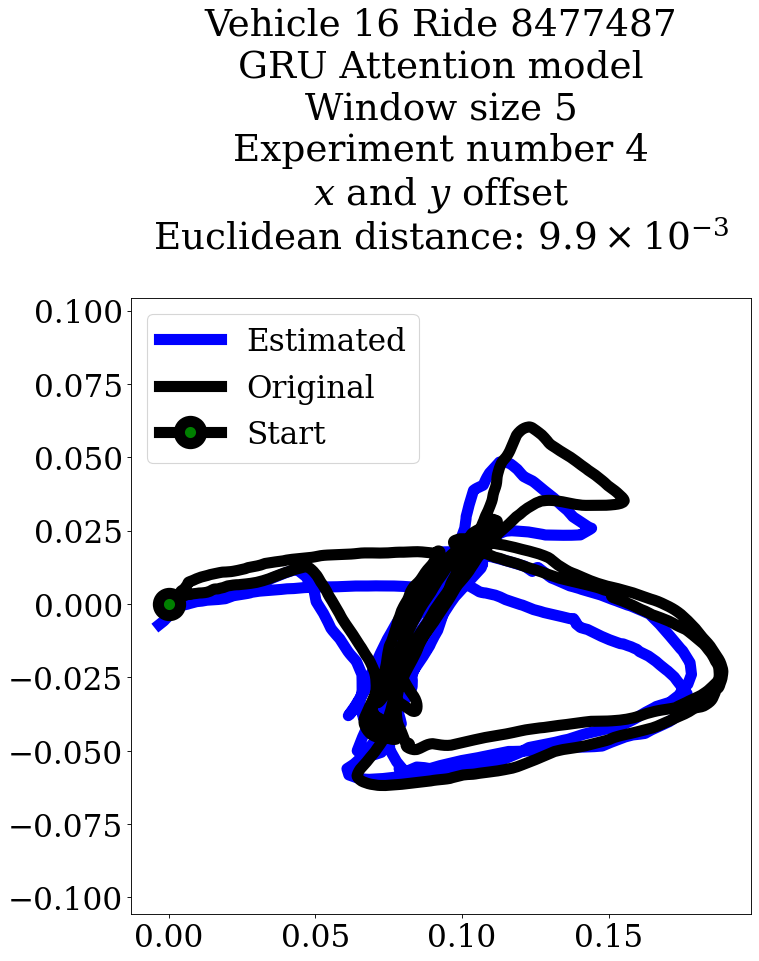 Vehicle 16 Ride 8477487
GRU Attention model
Window size 5
Experiment number 4
x and y offset
Euclidean distance: 9.9 × 10⁻³
0.100
0.075
0.050
0.025
0.000
−0.025
−0.050
−0.075
−0.100
Estimated
Original
Start
0.00 0.05 0.10 0.15